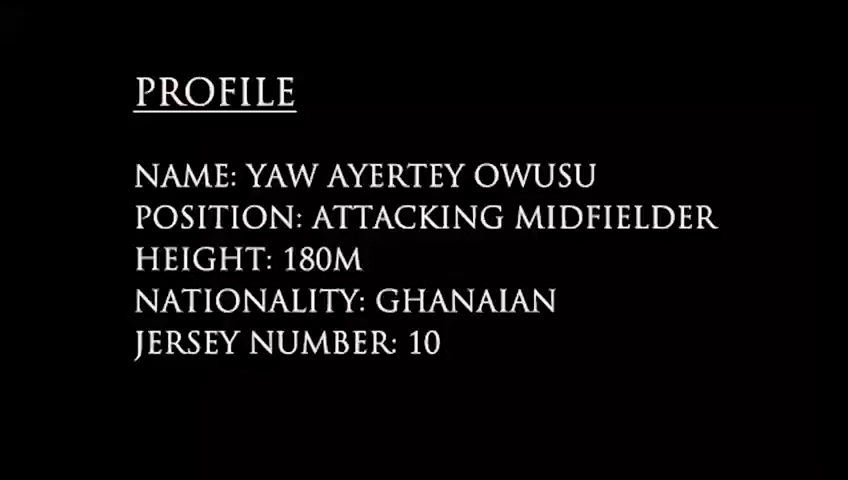 PROFILE
NAME: YAW AYERTEY OWUSU
POSITION: ATTACKING MIDFIELDER
HEIGHT: 180M
NATIONALITY: GHANAIAN
JERSEY NUMBER: 10